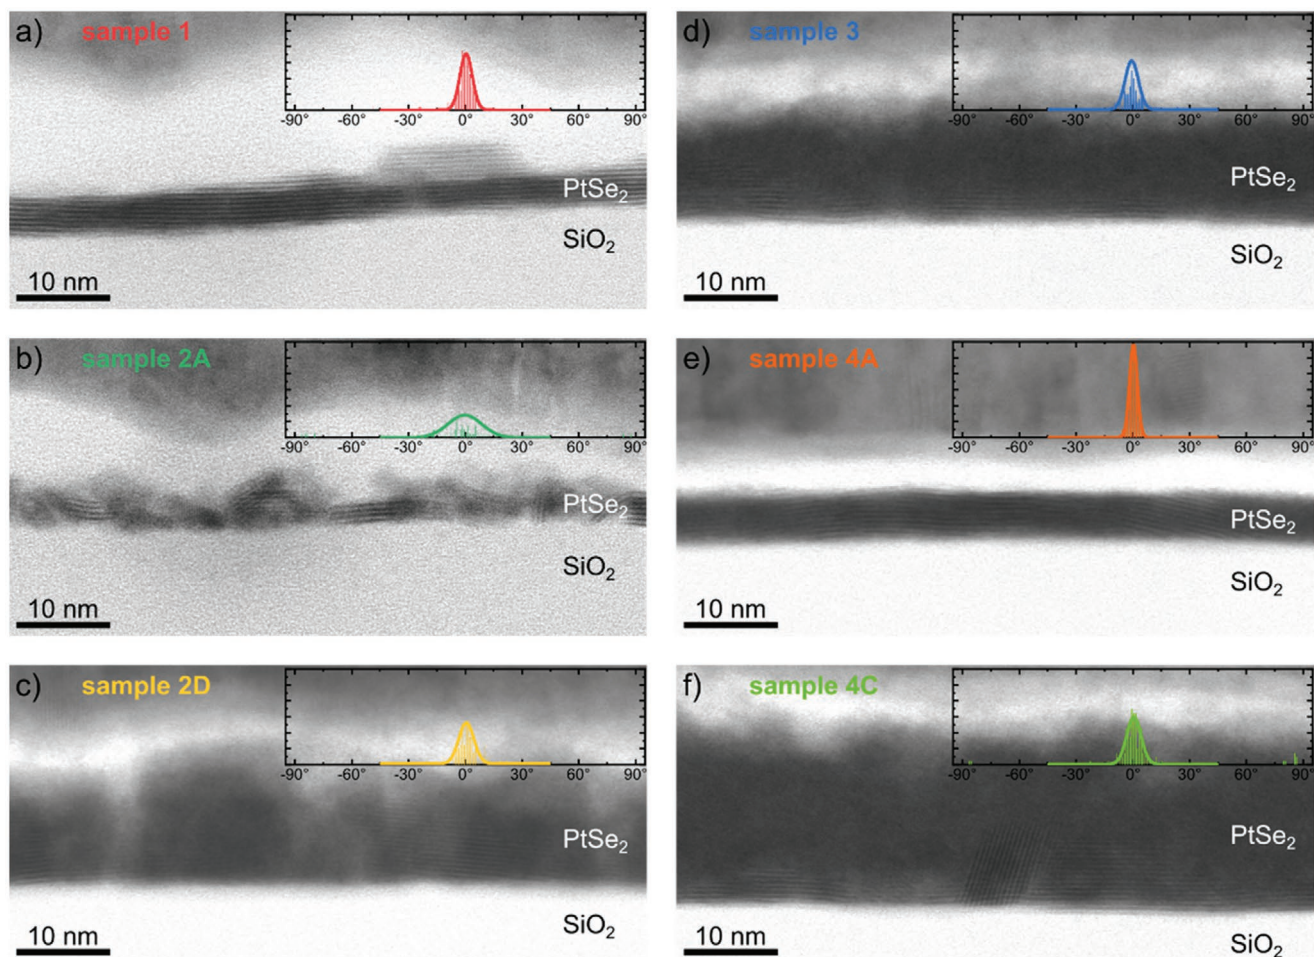 a) sample 1
-90° -60° -30° 0° 30° 60° 90°
PtSe₂
SiO₂
10 nm
b) sample 2A
-90° -60° -30° 0° 30° 60° 90°
PtSe₂
SiO₂
10 nm
c) sample 2D
-90° -60° -30° 0° 30° 60° 90°
PtSe₂
SiO₂
10 nm
d) sample 3
-90° -60° -30° 0° 30° 60° 90°
PtSe₂
SiO₂
10 nm
e) sample 4A
-90° -60° -30° 0° 30° 60° 90°
PtSe₂
SiO₂
10 nm
f) sample 4C
-90° -60° -30° 0° 30° 60° 90°
PtSe₂
SiO₂
10 nm